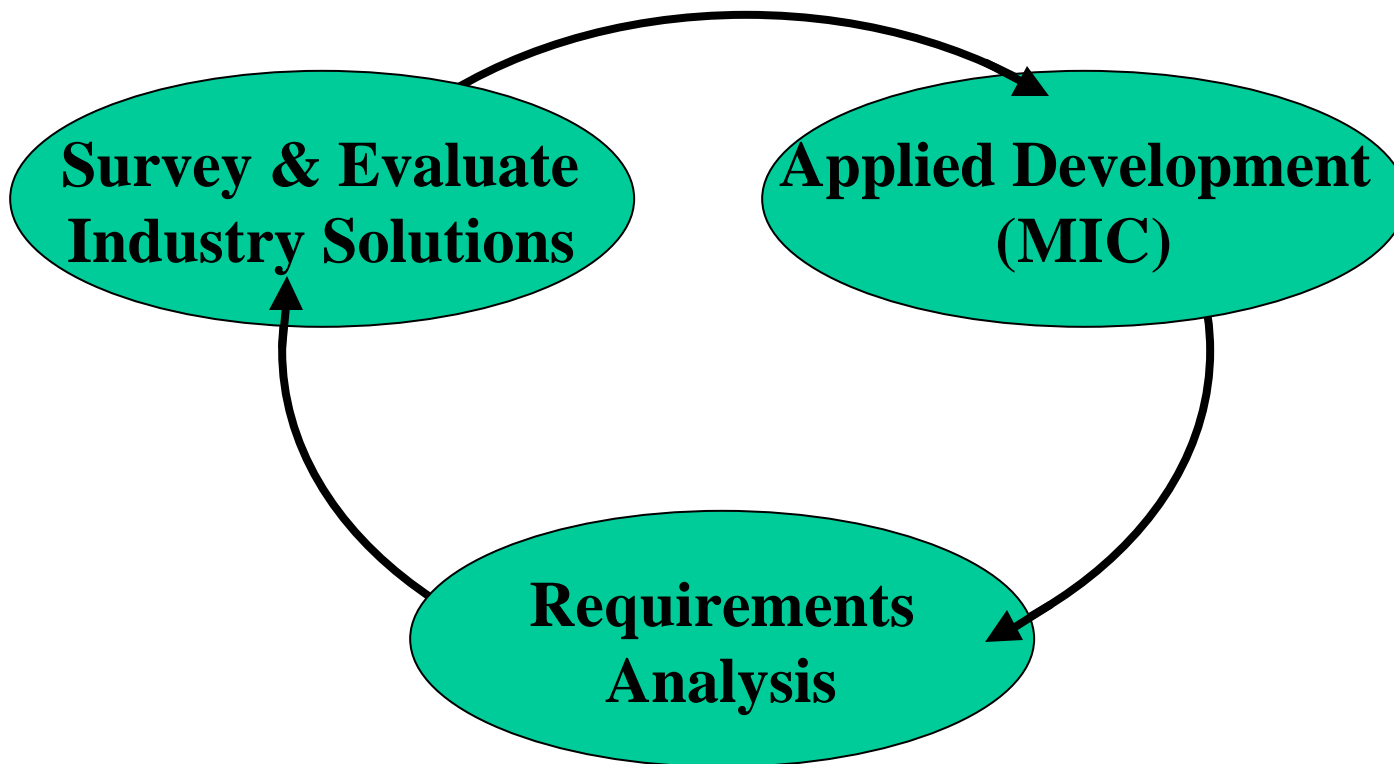 Survey & Evaluate
Industry Solutions
Applied Development
(MIC)
Requirements
Analysis